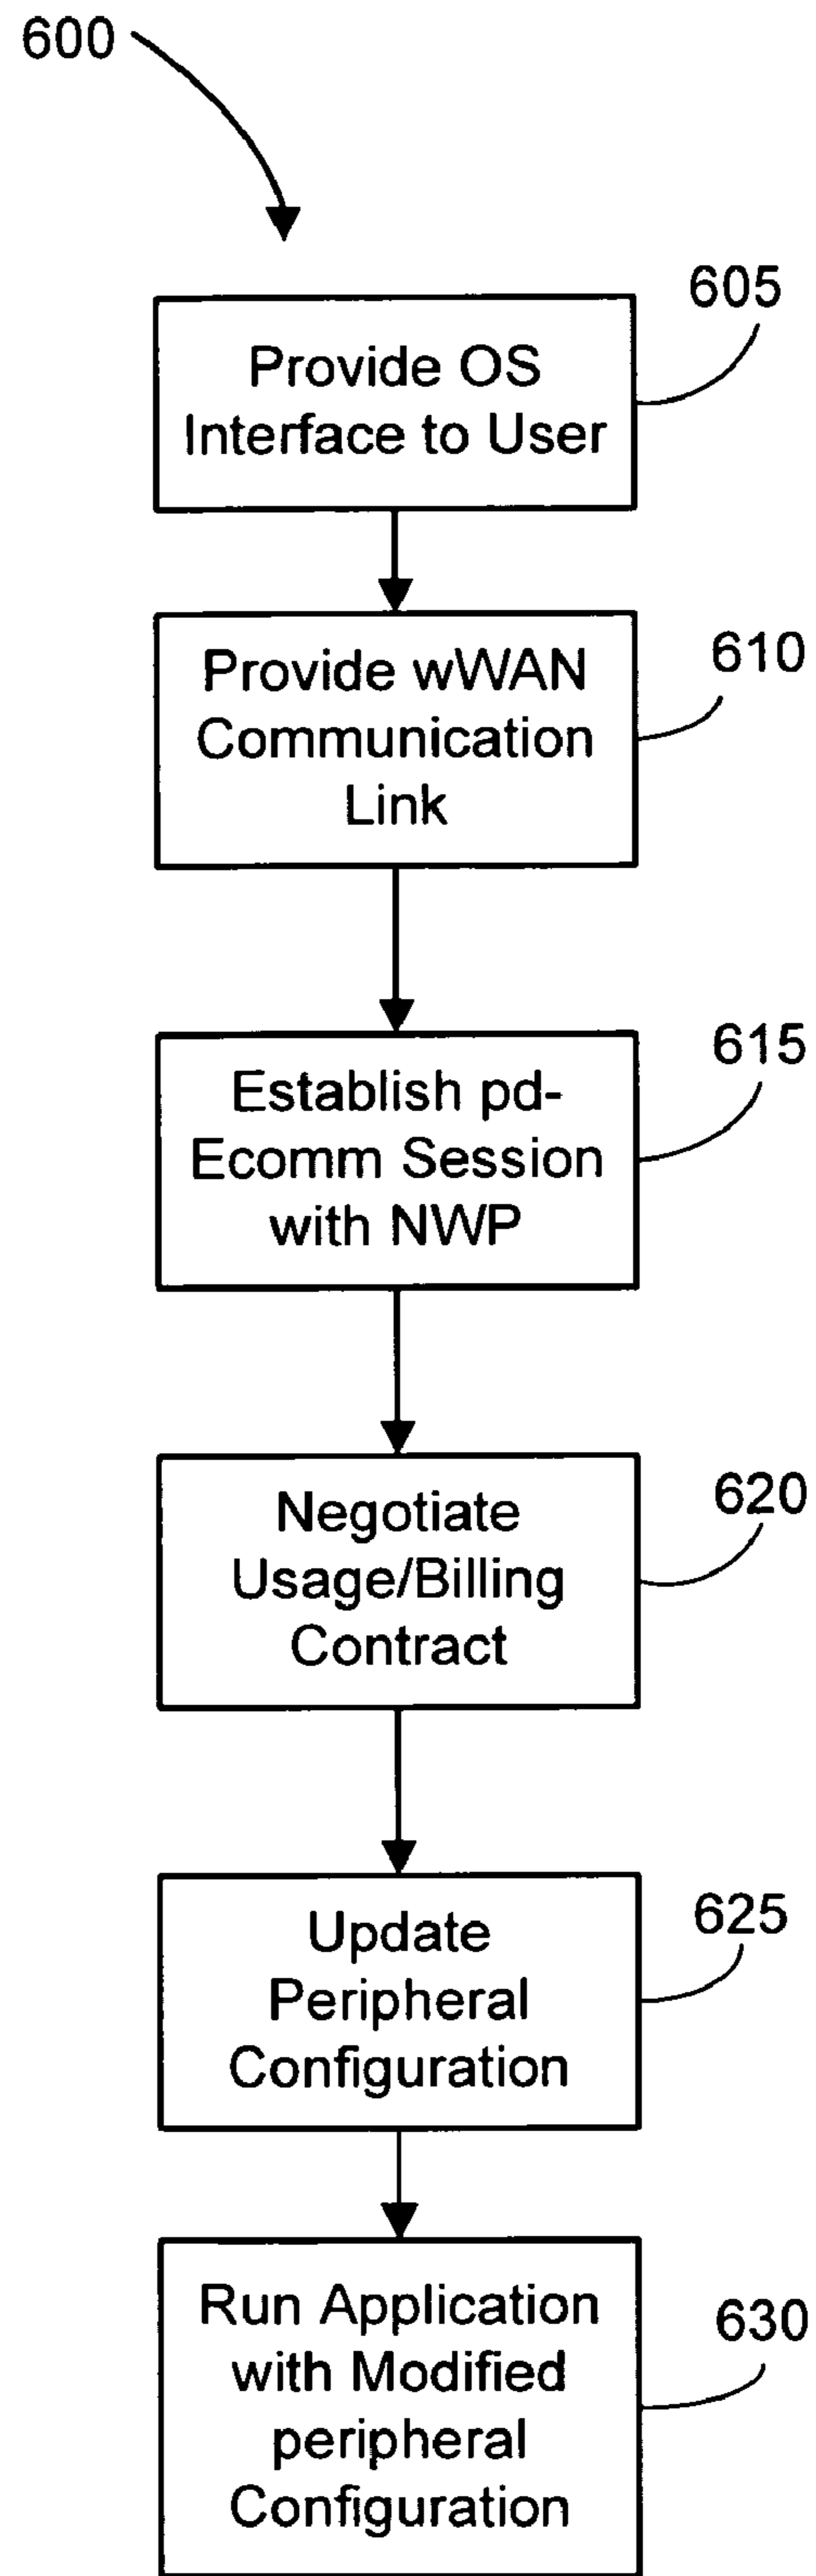 600
605
Provide OS
Interface to User
610
Provide wWAN
Communication
Link
615
Establish pd-
Ecomm Session
with NWP
620
Negotiate
Usage/Billing
Contract
625
Update
Peripheral
Configuration
630
Run Application
with Modified
peripheral
Configuration